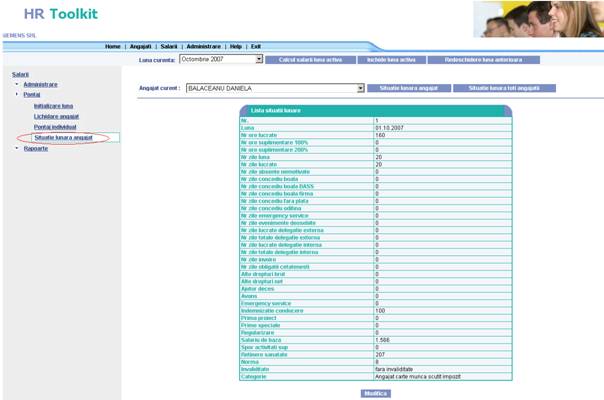 HR Toolkit
SIEMENS SRL
Home | Angajati | Salarii | Administrare | Help | Exit
Luna curenta: Octombrie 2007 Calcul salarii luna activa Include luna activa Redeschidere luna anterioara
Salarii
Administrare
Pontaj
Initializare luna
Lichidare angajat
Pontaj individual
Situatie lunara angajat
Rapoarte
Angajat curent : BALACEANU DANIELA Situatie lunara angajat Situatie lunara toti angajatii
Lista situatii lunare
Nr. 1
Luna 01.10.2007
Nr ore lucrate 160
Nr ore suplimentare 100% 0
Nr ore suplimentare 200% 0
Nr zile luna 20
Nr zile lucrate 20
Nr zile absente nemotivate 0
Nr zile concediu boala 0
Nr zile concediu boala BASS 0
Nr zile concediu boala firma 0
Nr zile concediu fara plata 0
Nr zile concediu odihna 0
Nr zile emergency service 0
Nr zile evenimente deosebite 0
Nr zile lucrate delegatie externa 0
Nr zile totale delegatie externa 0
Nr zile lucrate delegatie interna 0
Nr zile totale delegatie interna 0
Nr zile invoire 0
Nr zile obligatii cetatenesti 0
Alte drepturi brut 0
Alte drepturi net 0
Ajutor deces 0
Avans 0
Emergency service 0
Indemnizatie conducere 100
Prima proiect 0
Prime speciale 0
Regularizare 0
Salariu de baza 1.566
Spor activitati sup 0
Retinere sanatate 207
Norma 8
Invaliditate fara invaliditate
Categorie Angajat carte munca scutit impozit
Modifica